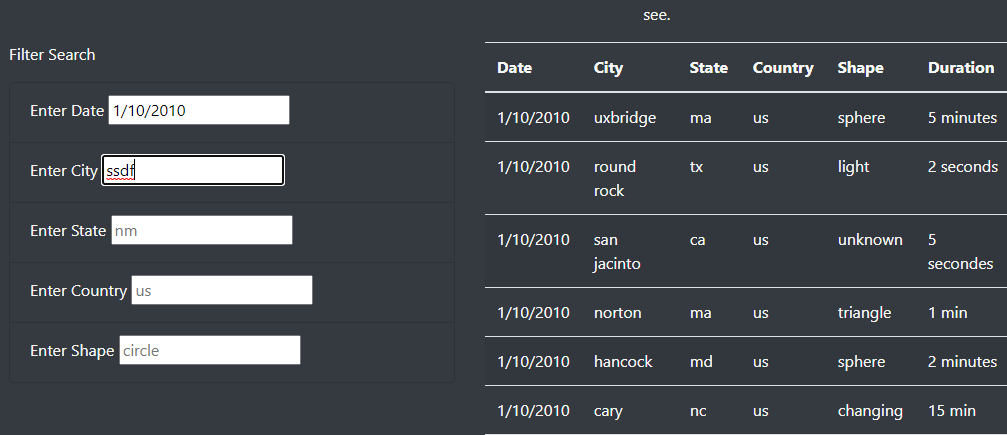 see.
Filter Search
Enter Date 1/10/2010
Enter City ssdf
Enter State nm
Enter Country us
Enter Shape circle
Date City State Country Shape Duration
1/10/2010 uxbridge ma us sphere 5 minutes
1/10/2010 round tx us light 2 seconds
rock
1/10/2010 san ca us unknown 5
jacinto secondes
1/10/2010 norton ma us triangle 1 min
1/10/2010 hancock md us sphere 2 minutes
1/10/2010 cary nc us changing 15 min